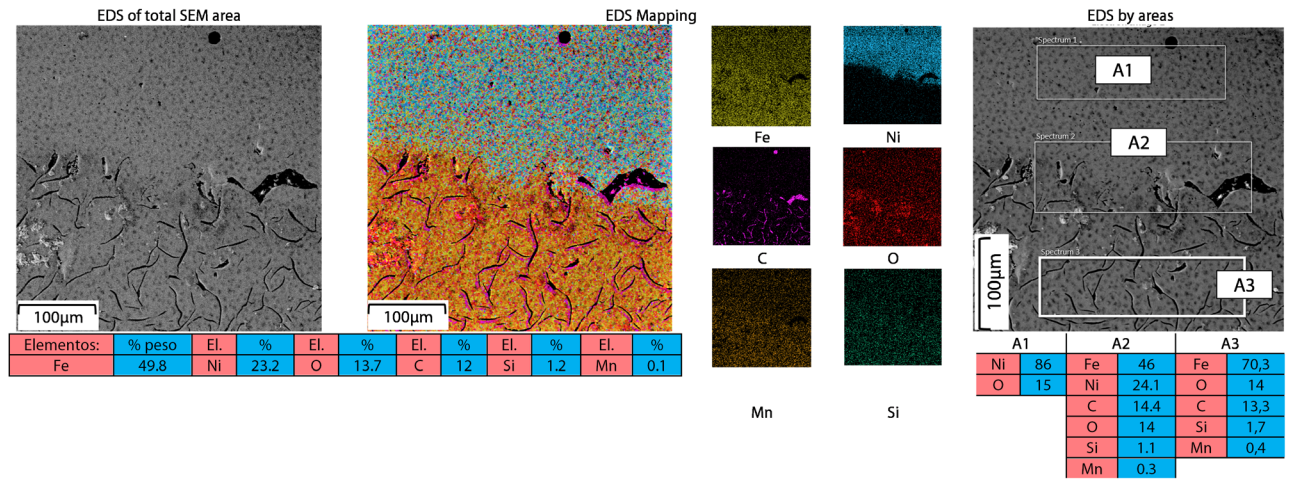 EDS of total SEM area
EDS Mapping
EDS by areas
Spectrum 1
A1
Spectrum 2
A2
Spectrum 3
A3
Fe
Ni
C
O
Mn
Si
100μm
100μm
100μm
Elementos: % peso El. % El. % El. % El. % El. %
Fe 49.8 Ni 23.2 O 13.7 C 12 Si 1.2 Mn 0.1
A1 A2 A3
Ni 86 Fe 46 Fe 70,3
O 15 Ni 24.1 O 14
C 14.4 C 13,3
O 14 Si 1,7
Si 1.1 Mn 0,4
Mn 0.3